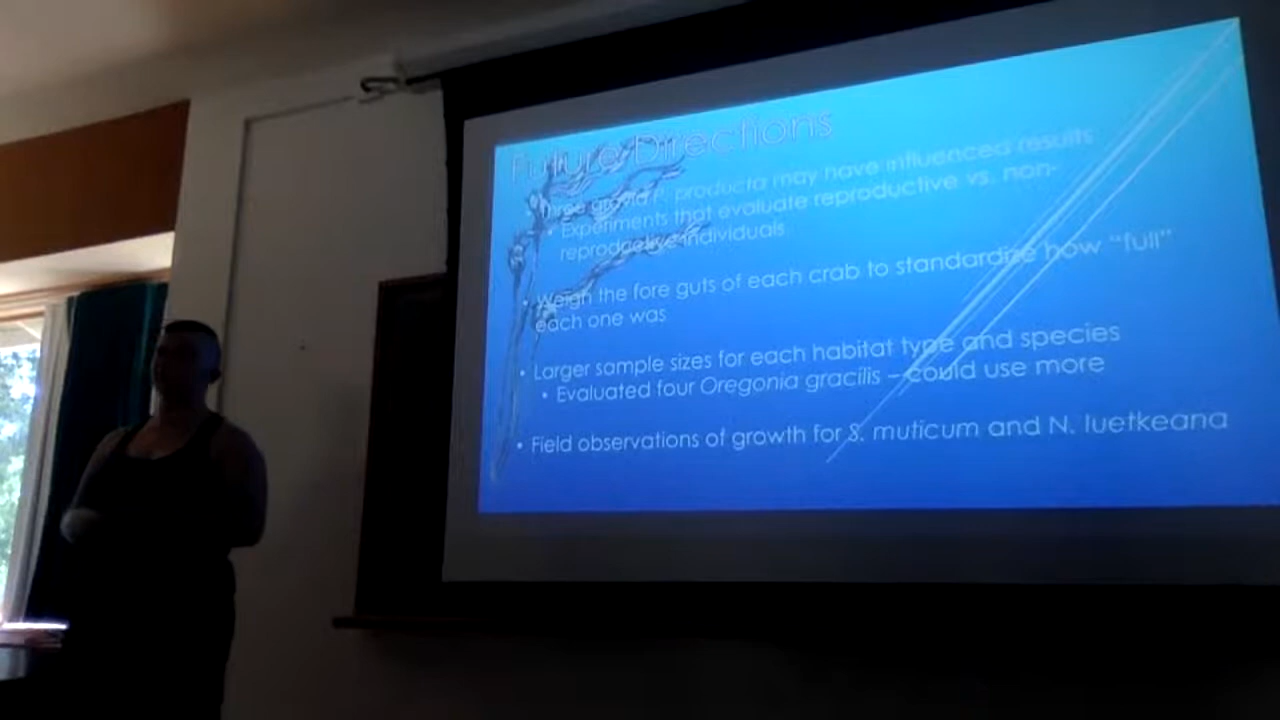 Future Directions
• Three gravid P. producta may have influenced results
• Experiments that evaluate reproductive vs. non-
reproductive individuals
• Weigh the fore guts of each crab to standardize how "full"
each one was
• Larger sample sizes for each habitat type and species
• Evaluated four Oregonia gracilis – could use more
• Field observations of growth for S. muticum and N. luetkeana